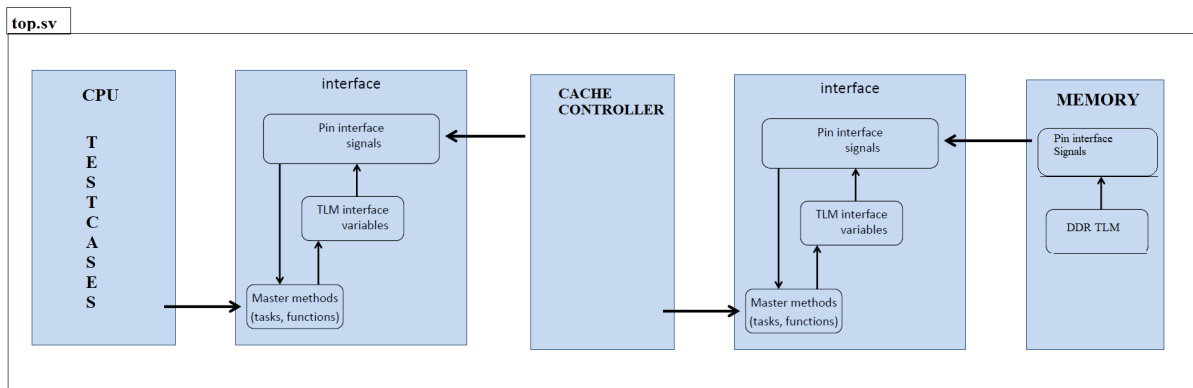 top.sv
CPU
T
E
S
T
C
A
S
E
S
interface
Pin interface
signals
TLM interface
variables
Master methods
(tasks, functions)
CACHE
CONTROLLER
interface
Pin interface
signals
TLM interface
variables
Master methods
(tasks, functions)
MEMORY
Pin interface
Signals
DDR TLM